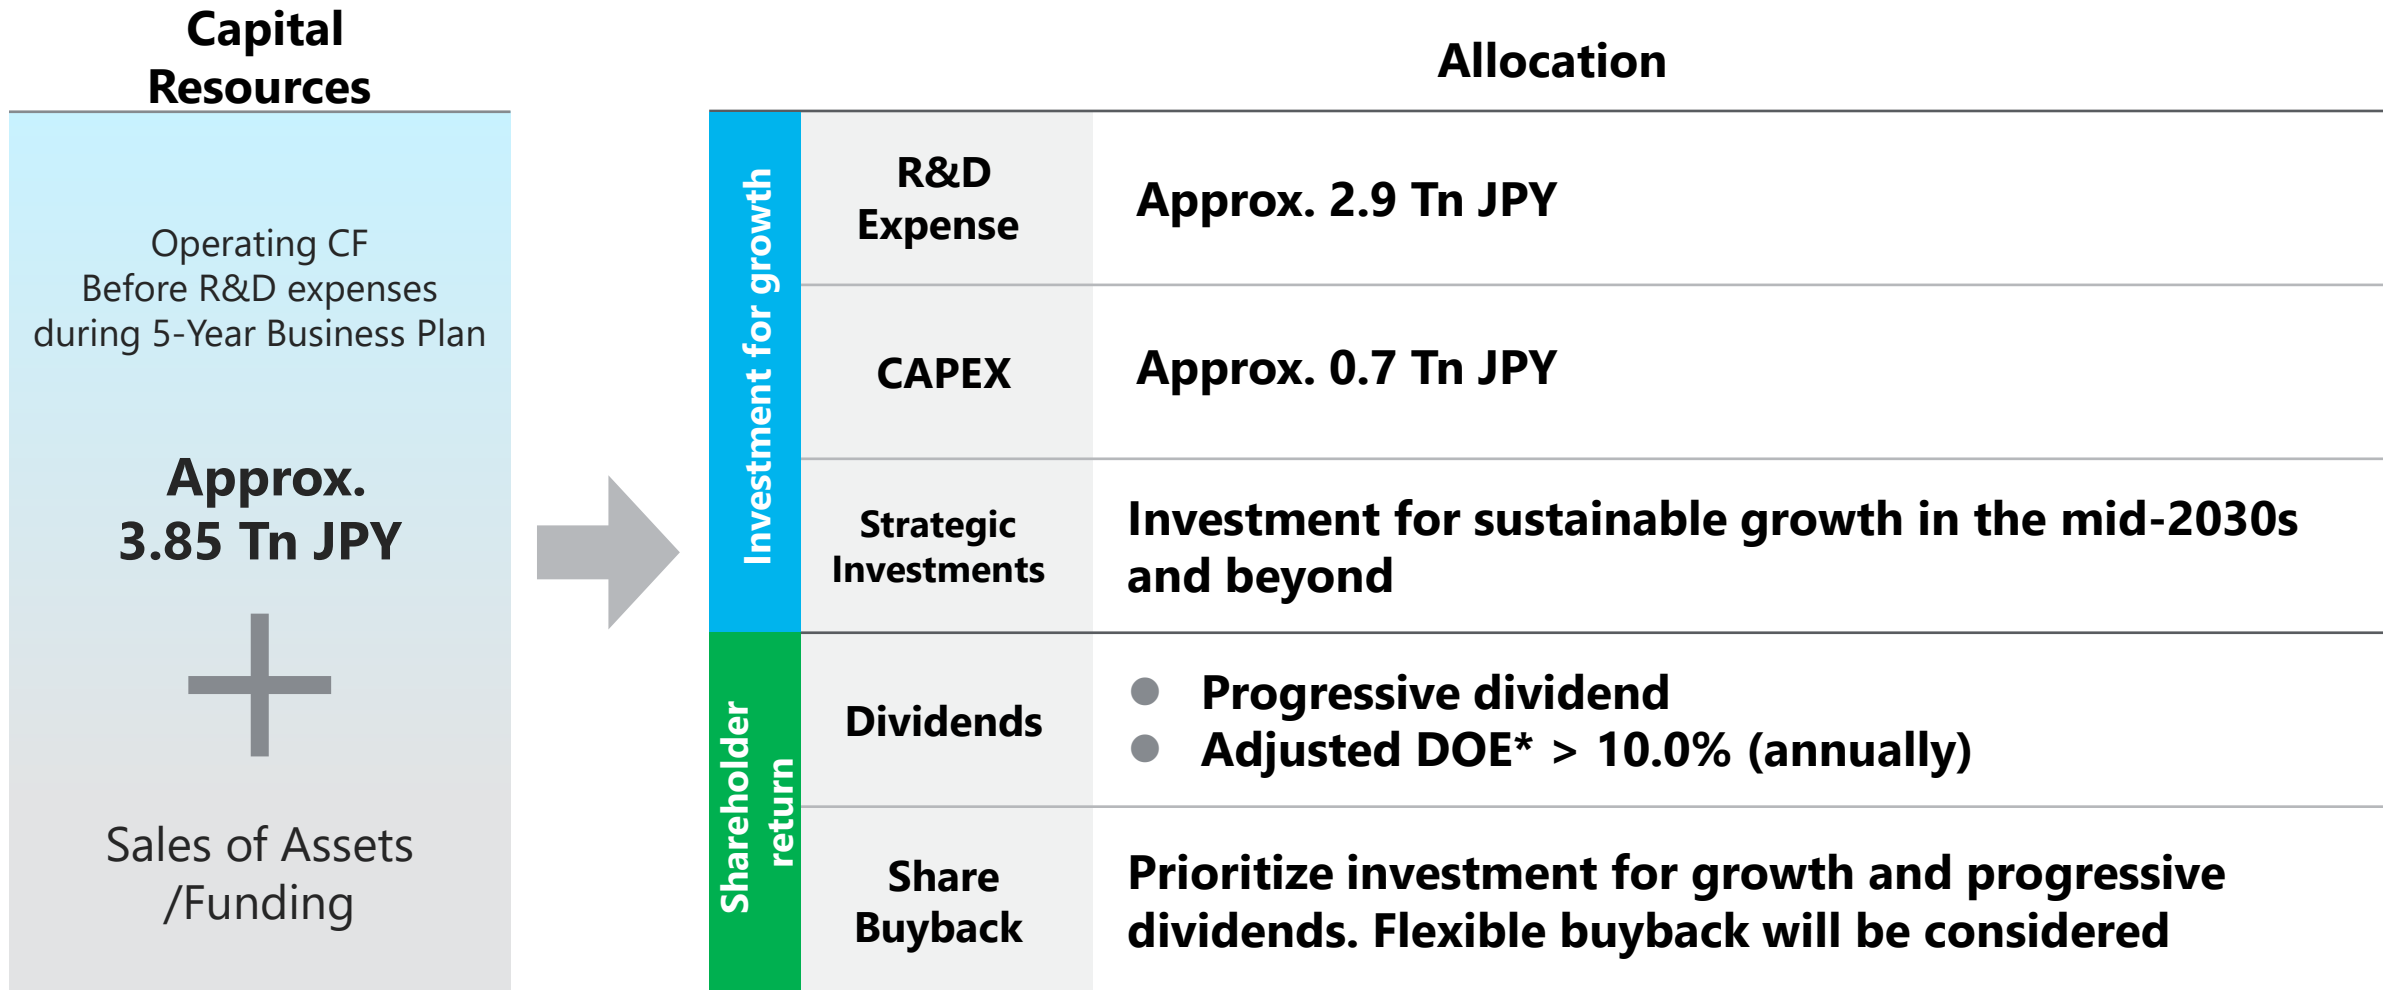 Capital
Resources
Operating CF
Before R&D expenses
during 5-Year Business Plan
Approx.
3.85 Tn JPY
Sales of Assets
/Funding
Allocation
Investment for growth
R&D
Expense
Approx. 2.9 Tn JPY
CAPEX
Approx. 0.7 Tn JPY
Strategic
Investments
Investment for sustainable growth in the mid-2030s
and beyond
Shareholder
return
Dividends
● Progressive dividend
● Adjusted DOE* > 10.0% (annually)
Share
Buyback
Prioritize investment for growth and progressive
dividends. Flexible buyback will be considered